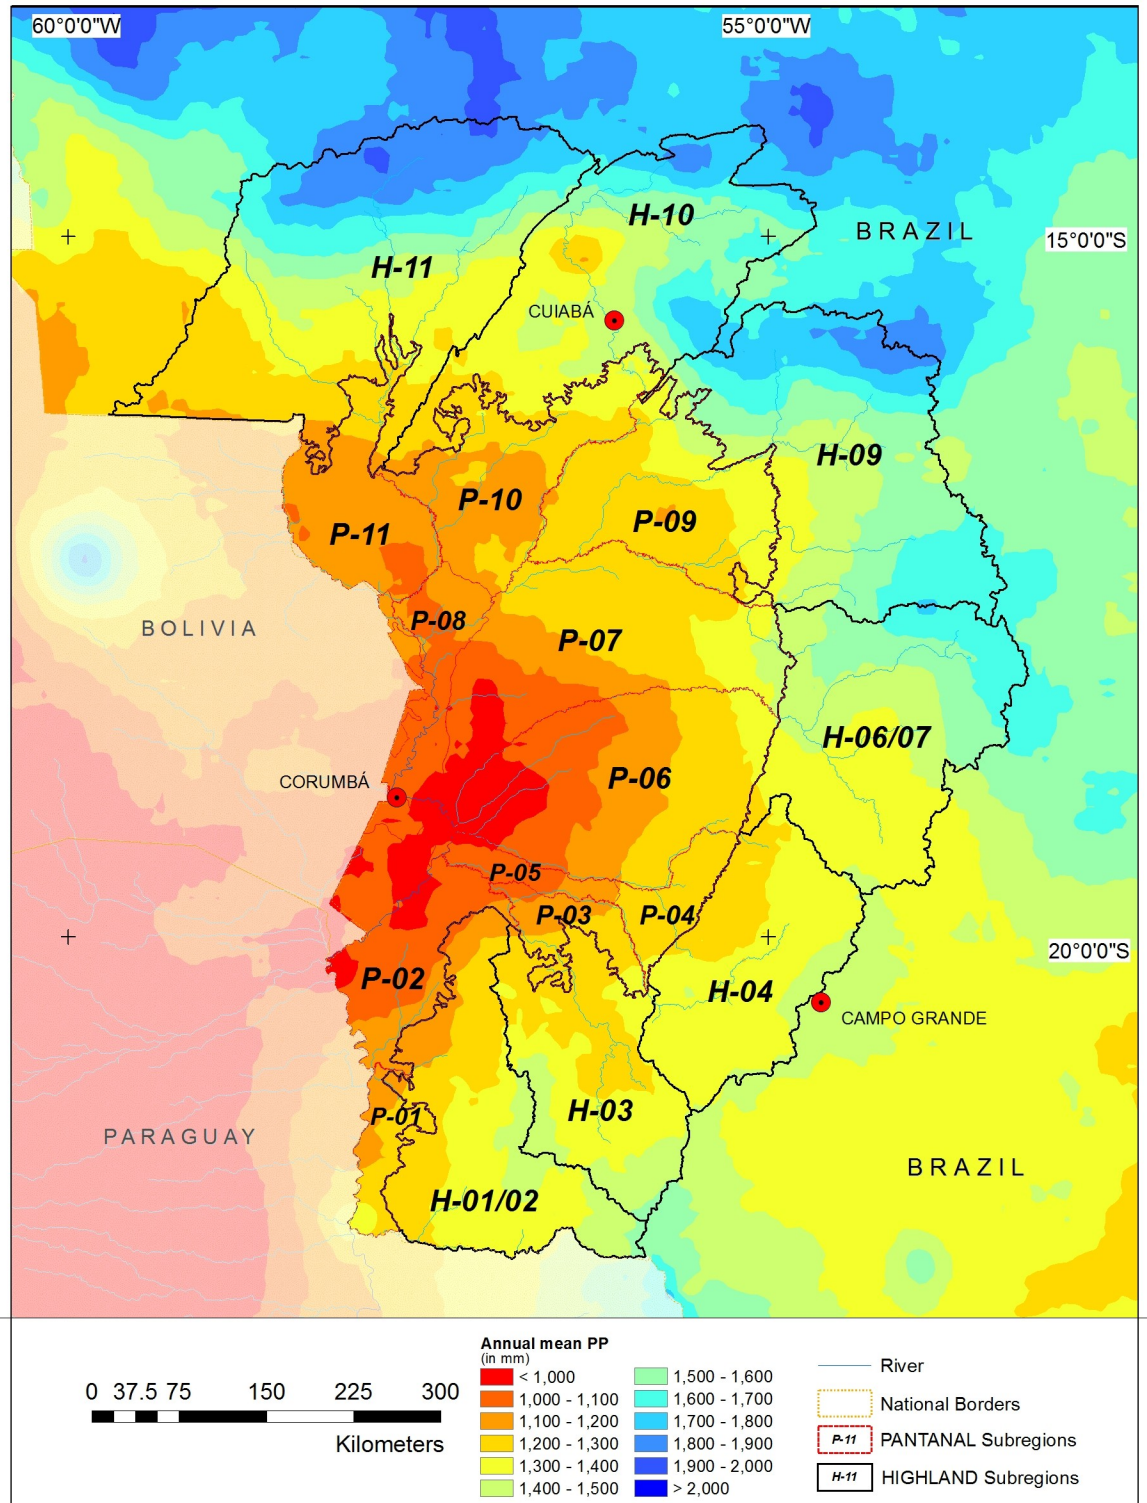 60°0'0"W
55°0'0"W
H-10
BRAZIL
15°0'0"S
H-11
CUIABÁ
H-09
P-10
P-09
P-11
P-08
BOLIVIA
P-07
H-06/07
CORUMBÁ
P-06
P-05
P-03
P-04
20°0'0"S
P-02
H-04
CAMPO GRANDE
P-01
H-03
PARAGUAY
BRAZIL
H-01/02
0 37.5 75 150 225 300
Kilometers
Annual mean PP
(in mm)
< 1,000
1,000 - 1,100
1,100 - 1,200
1,200 - 1,300
1,300 - 1,400
1,400 - 1,500
1,500 - 1,600
1,600 - 1,700
1,700 - 1,800
1,800 - 1,900
1,900 - 2,000
> 2,000
River
National Borders
P-11 PANTANAL Subregions
H-11 HIGHLAND Subregions